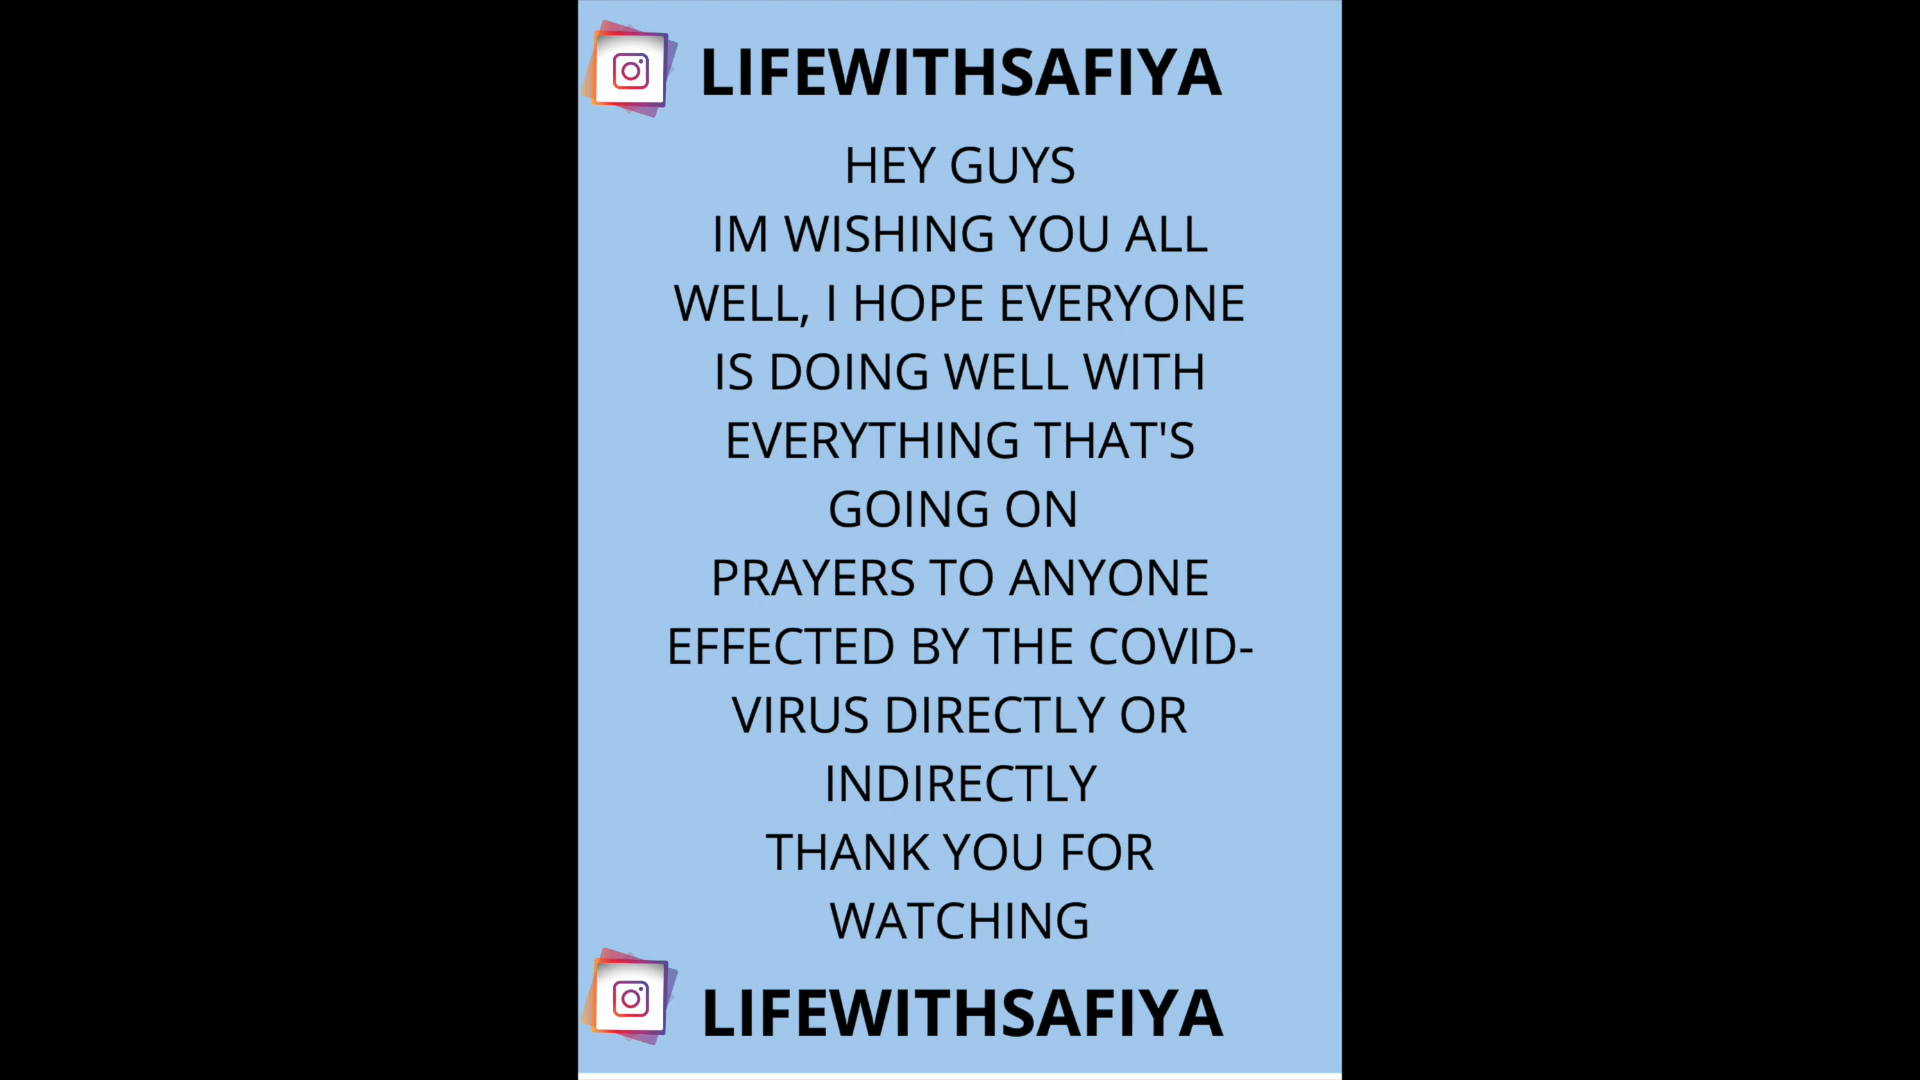 LIFEWITHSAFIYA
HEY GUYS
IM WISHING YOU ALL
WELL, I HOPE EVERYONE
IS DOING WELL WITH
EVERYTHING THAT'S
GOING ON
PRAYERS TO ANYONE
EFFECTED BY THE COVID-
VIRUS DIRECTLY OR
INDIRECTLY
THANK YOU FOR
WATCHING
LIFEWITHSAFIYA